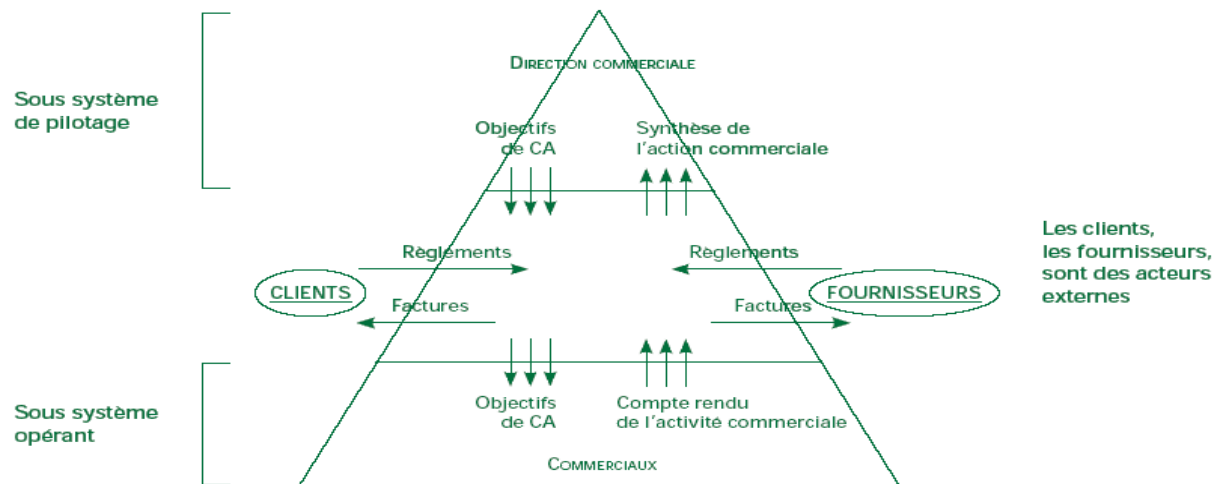 DIRECTION COMMERCIALE
Sous système
de pilotage
Objectifs
de CA
Synthèse de
l'action commerciale
Règlements
Règlements
Les clients,
les fournisseurs,
sont des acteurs
externes
CLIENTS
FOURNISSEURS
Factures
Factures
Sous système
opérant
Objectifs
de CA
Compte rendu
de l'activité commerciale
COMMERCIAUX